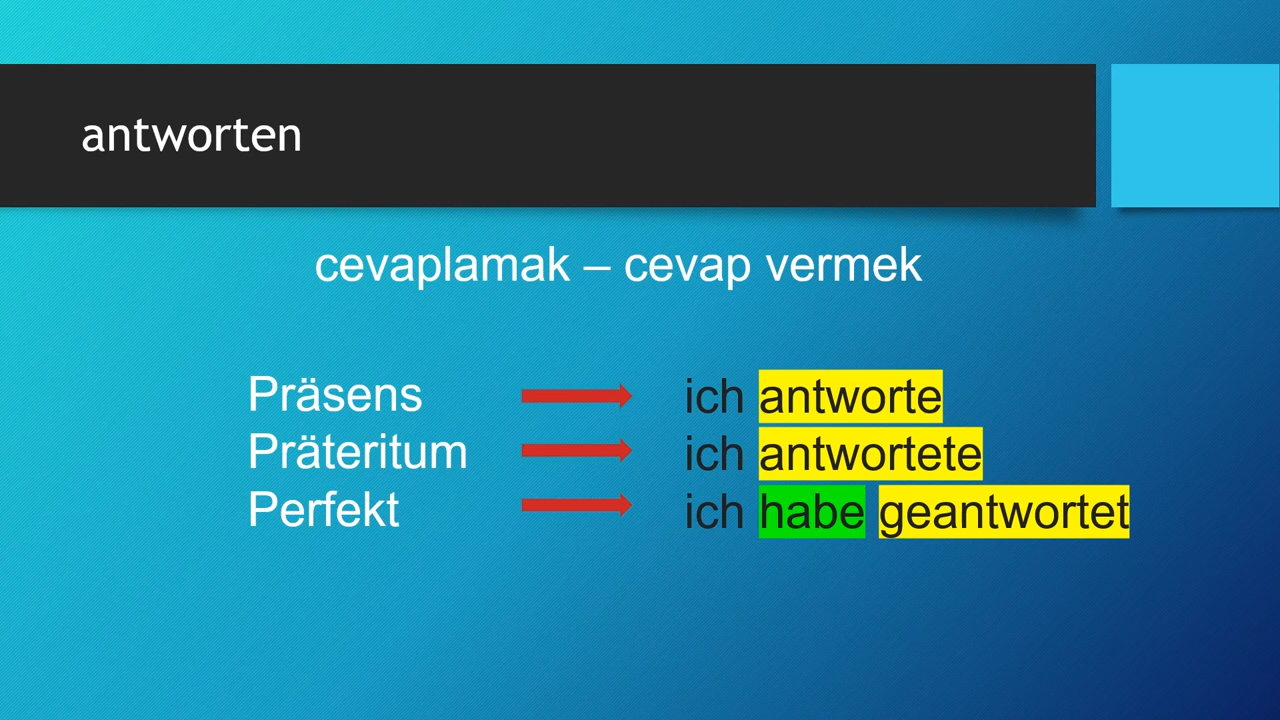 antworten
cevaplamak – cevap vermek
Präsens ich antworte
Präteritum ich antwortete
Perfekt ich habe geantwortet